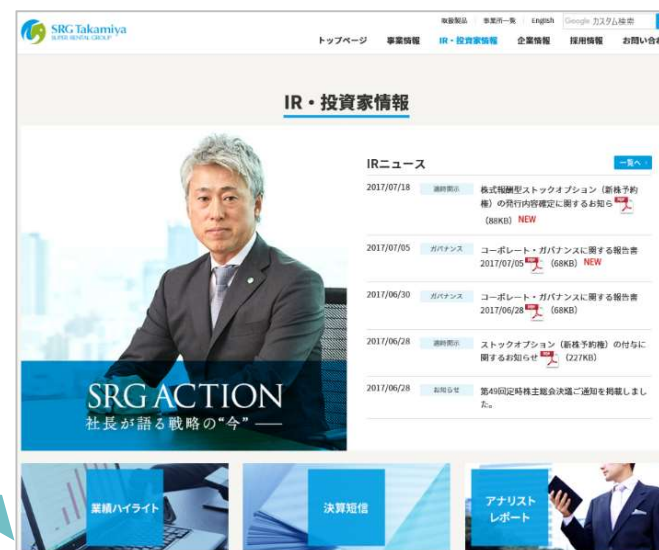 SRG Takamiya
SUPER RENTAL GROUP
取扱製品 事業所一覧 English Google カスタム検索
トップページ 事業情報 IR・投資家情報 企業情報 採用情報 お問い合わ
IR・投資家情報
IRニュース
一覧へ
2017/07/18 適時開示 株式報酬型ストックオプション（新株予約
権）の発行内容確定に関するお知ら
（88KB） NEW
2017/07/05 ガバナンス コーポレート・ガバナンスに関する報告書
2017/07/05 （68KB） NEW
2017/06/30 ガバナンス コーポレート・ガバナンスに関する報告書
2017/06/28 （68KB）
2017/06/28 適時開示 ストックオプション（新株予約権）の付与に
関するお知らせ （227KB）
2017/06/28 お知らせ 第49回定時株主総会決議ご通知を掲載しまし
た。
SRG ACTION
社長が語る戦略の“今”──
業績ハイライト
決算短信
アナリスト
レポート